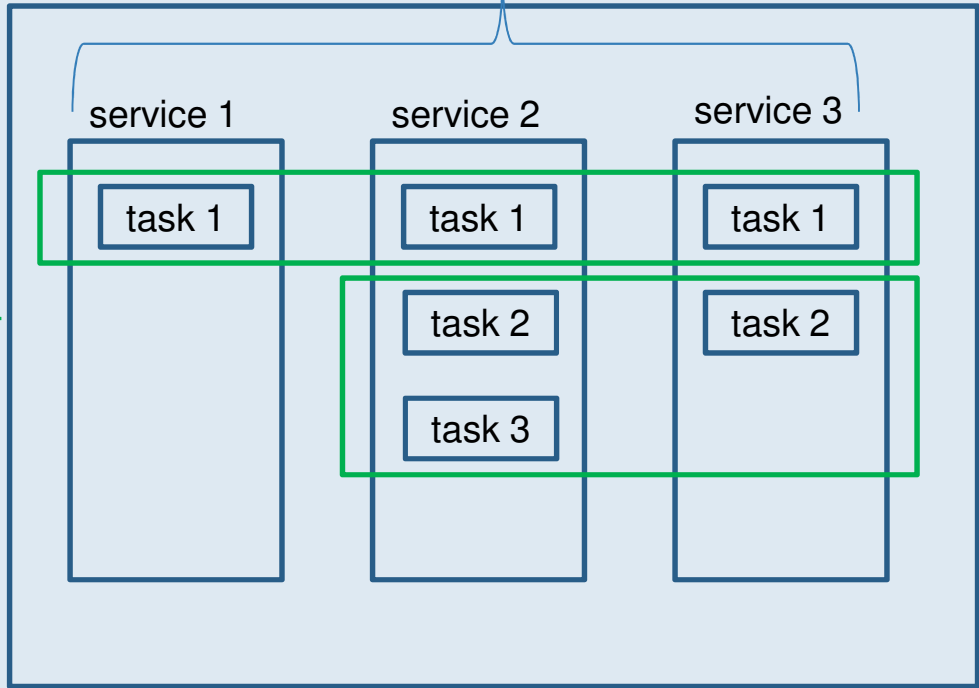 service 1
service 2
service 3
task 1
task 1
task 1
task 2
task 2
task 3